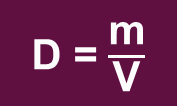 D = m/V